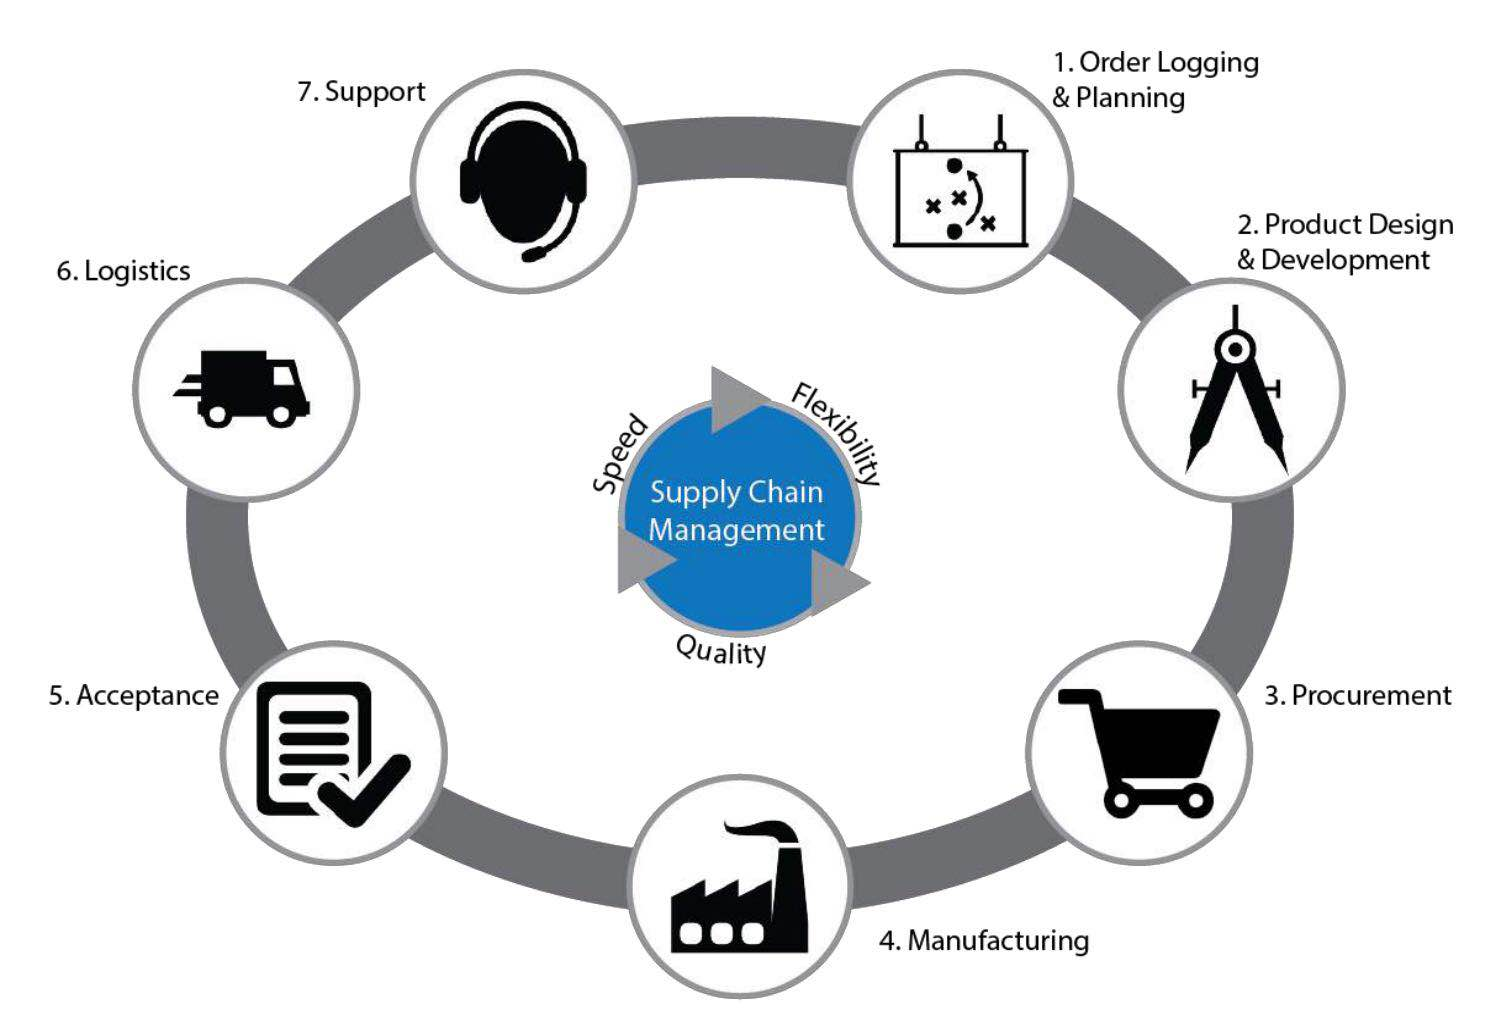 1. Order Logging
& Planning
2. Product Design
& Development
3. Procurement
4. Manufacturing
5. Acceptance
6. Logistics
7. Support
Speed
Flexibility
Quality
Supply Chain
Management